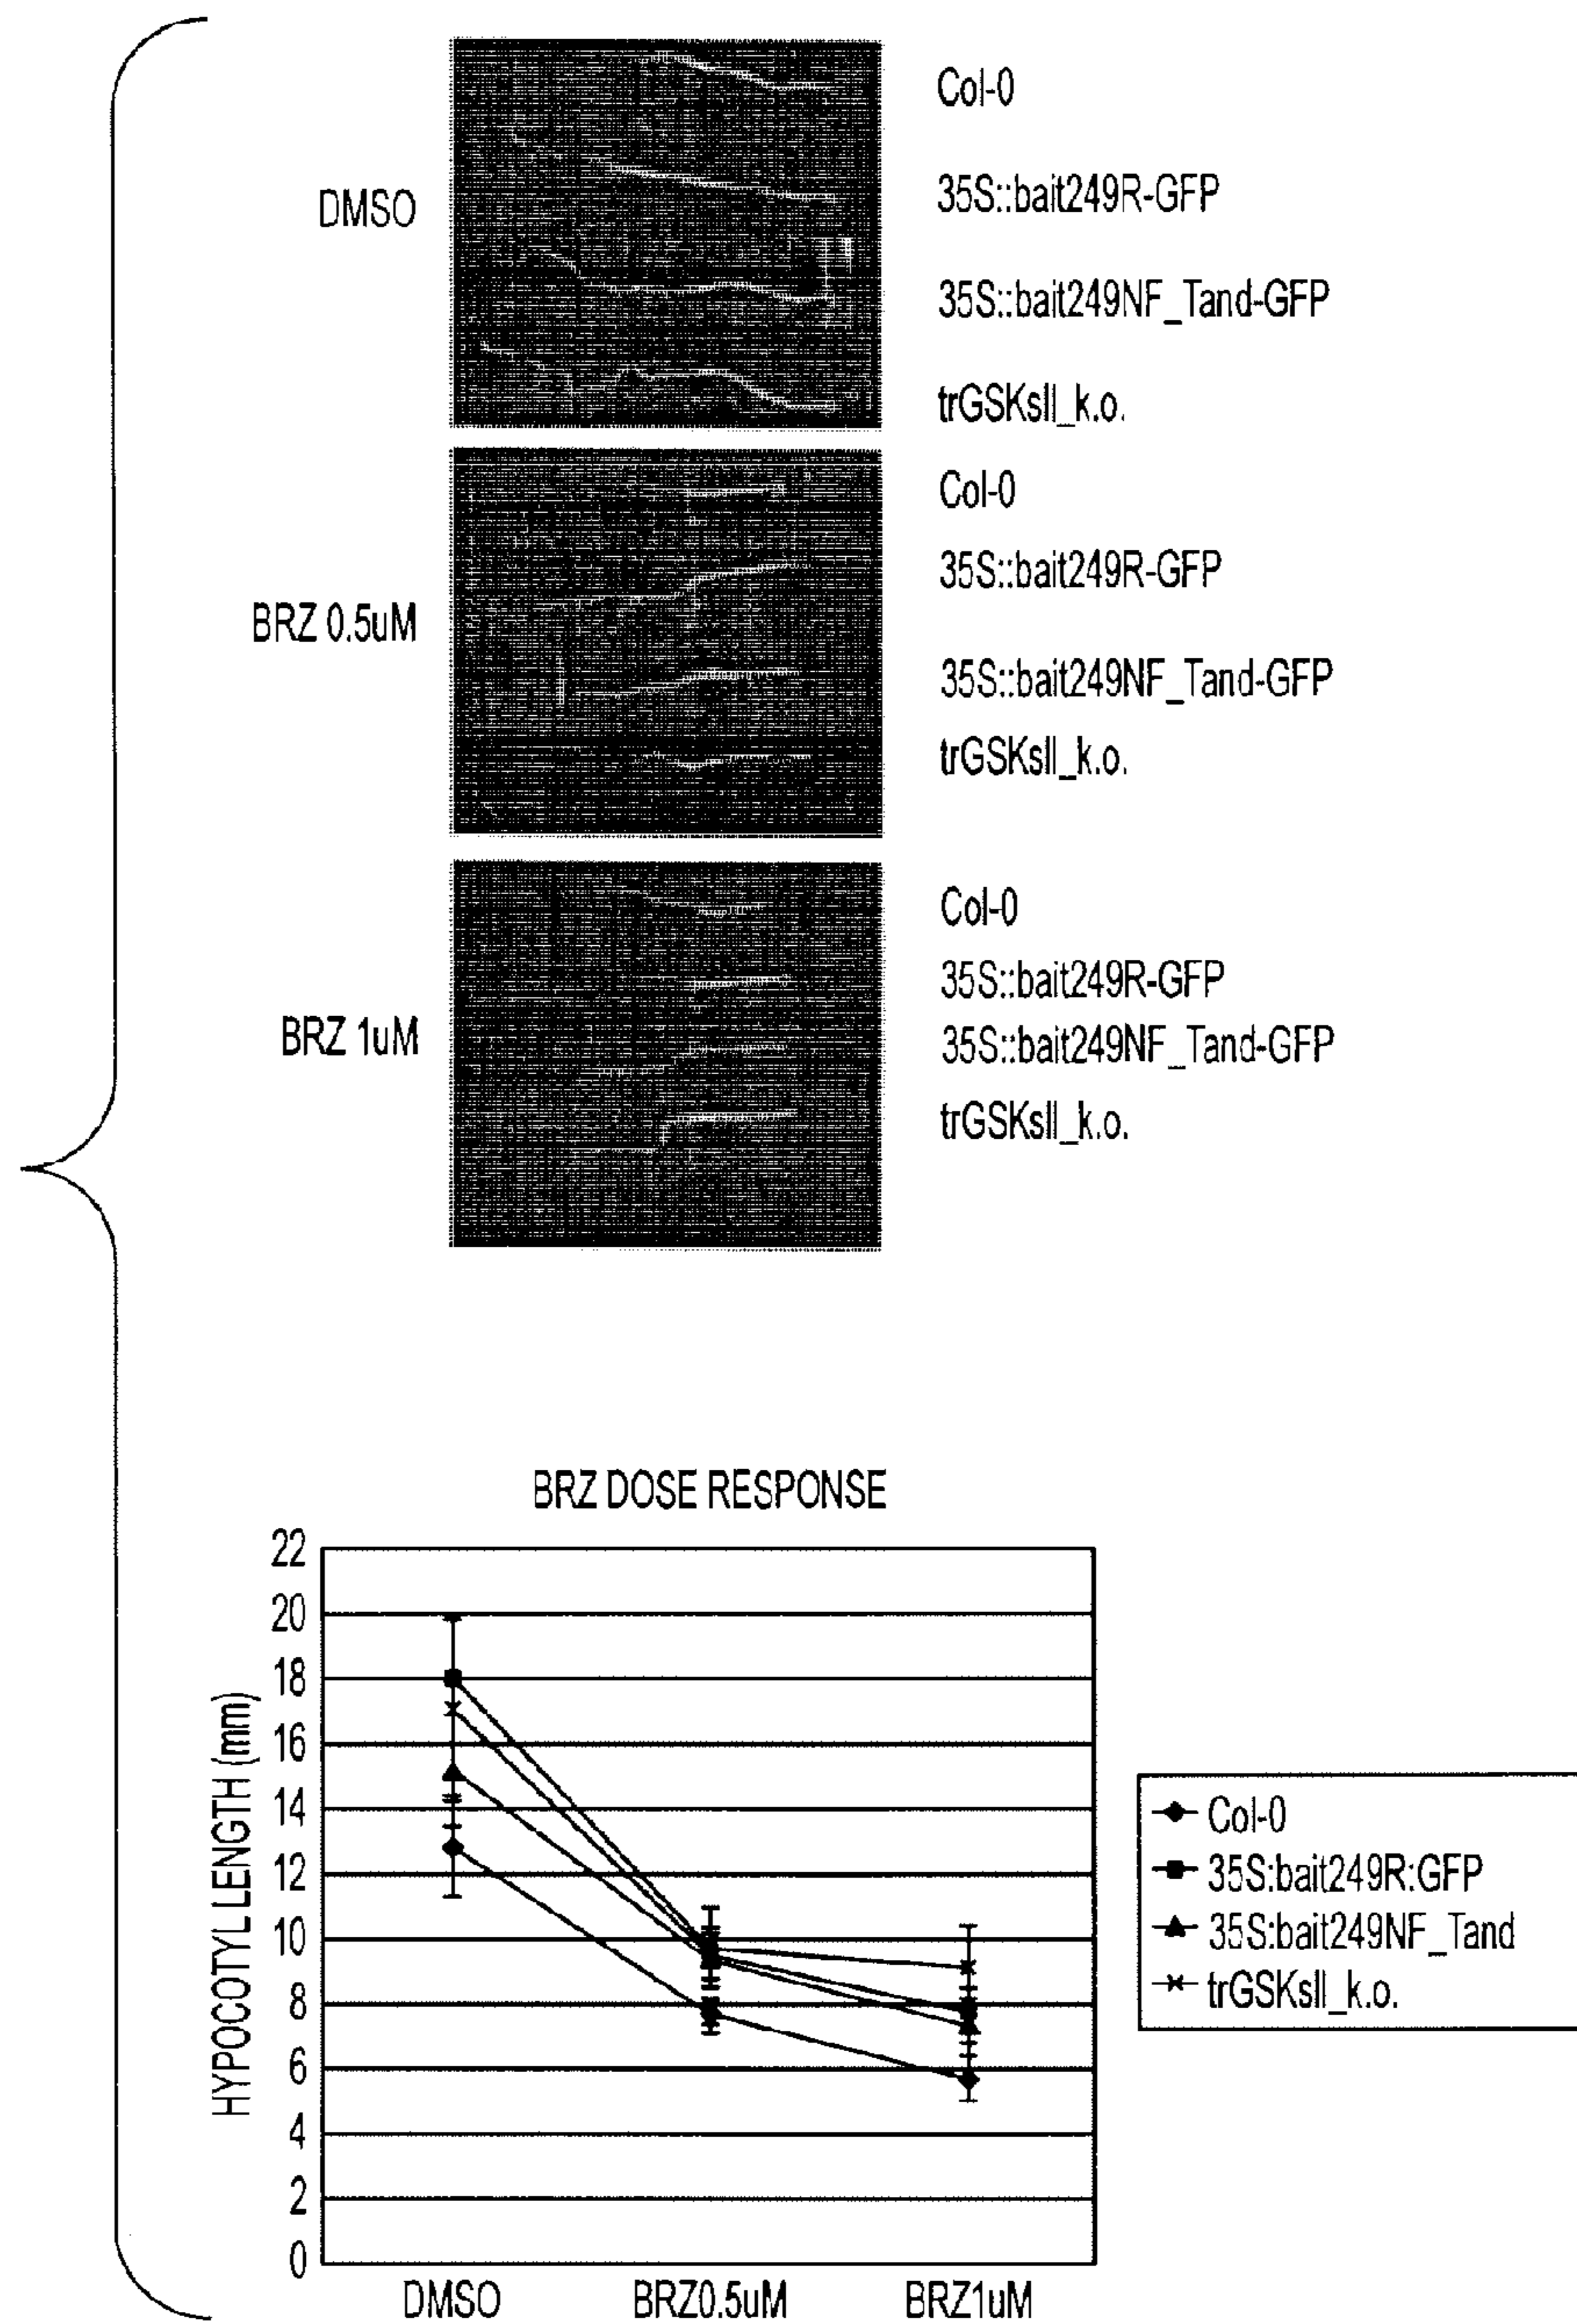 DMSO
Col-0
35S::bait249R-GFP
35S::bait249NF_Tand-GFP
trGSKsII_k.o.
BRZ 0.5uM
Col-0
35S::bait249R-GFP
35S::bait249NF_Tand-GFP
trGSKsII_k.o.
BRZ 1uM
Col-0
35S::bait249R-GFP
35S::bait249NF_Tand-GFP
trGSKsII_k.o.
BRZ DOSE RESPONSE
HYPOCOTYL LENGTH (mm)
22
20
18
16
14
12
10
8
6
4
2
0
DMSO
BRZ0.5uM
BRZ1uM
Col-0
35S:bait249R:GFP
35S:bait249NF_Tand
trGSKsII_k.o.